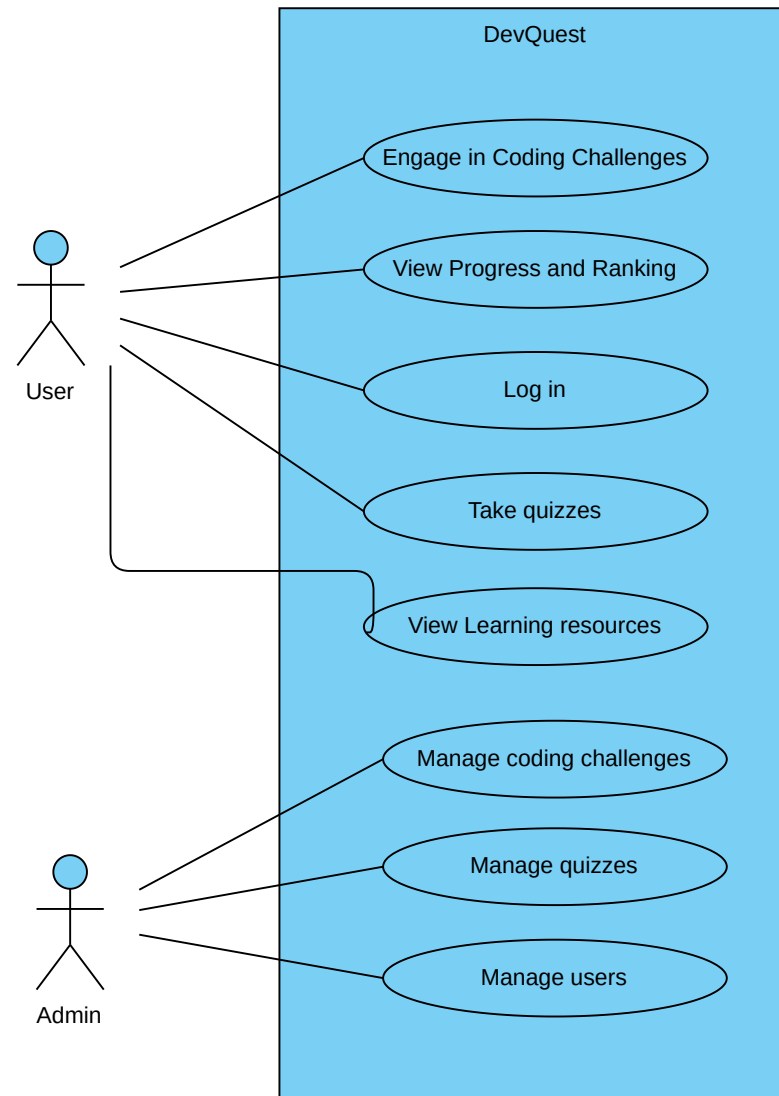 DevQuest
Engage in Coding Challenges
View Progress and Ranking
User
Log in
Take quizzes
View Learning resources
Manage coding challenges
Manage quizzes
Manage users
Admin